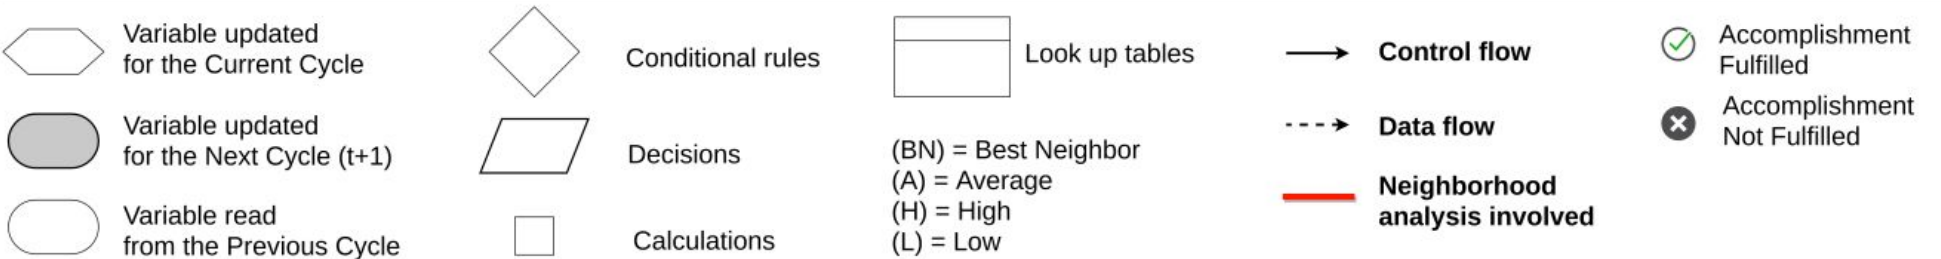 Variable updated
for the Current Cycle
Variable updated
for the Next Cycle (t+1)
Variable read
from the Previous Cycle
Conditional rules
Decisions
Calculations
Look up tables
(BN) = Best Neighbor
(A) = Average
(H) = High
(L) = Low
Control flow
Data flow
Neighborhood
analysis involved
Accomplishment
Fulfilled
Accomplishment
Not Fulfilled